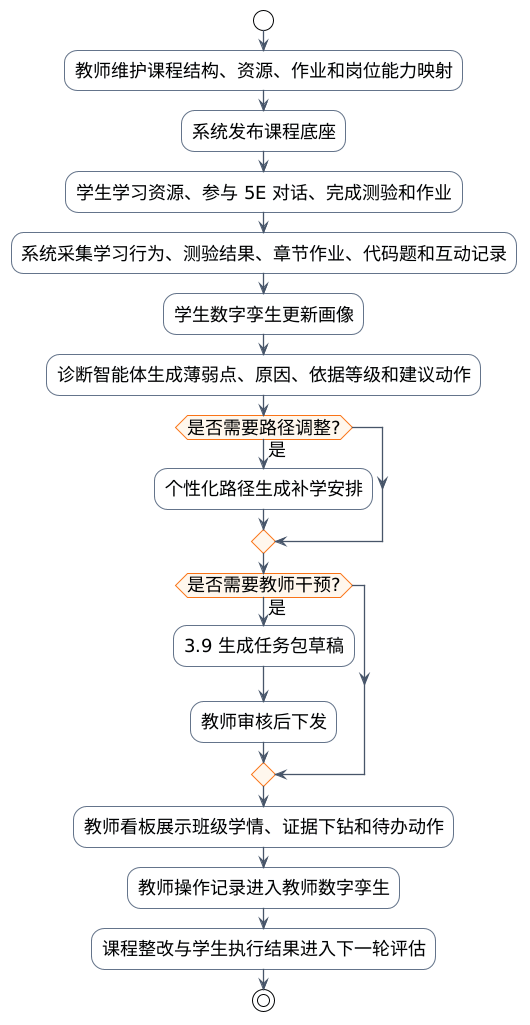 教师维护课程结构、资源、作业和岗位能力映射
系统发布课程底座
学生学习资源、参与 5E 对话、完成测验和作业
系统采集学习行为、测验结果、章节作业、代码题和互动记录
学生数字孪生更新画像
诊断智能体生成薄弱点、原因、依据等级和建议动作
是否需要路径调整?
是
个性化路径生成补学安排
是否需要教师干预?
是
3.9 生成任务包草稿
教师审核后下发
教师看板展示班级学情、证据下钻和待办动作
教师操作记录进入教师数字孪生
课程整改与学生执行结果进入下一轮评估